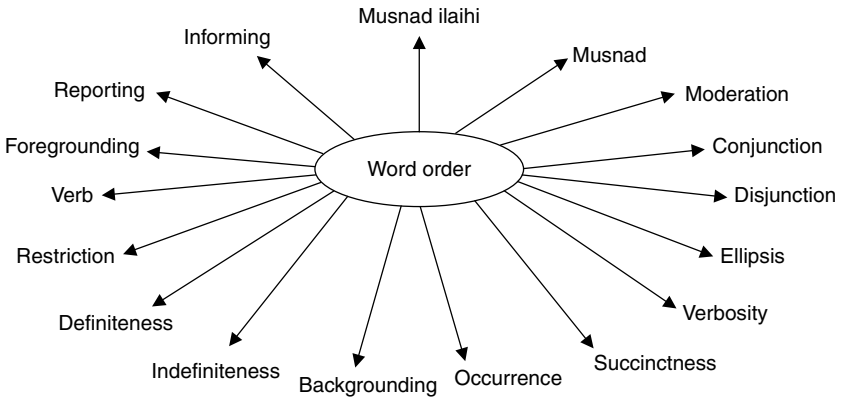 Musnad ilaihi
Informing
Musnad
Reporting
Moderation
Foregrounding
Conjunction
Word order
Verb
Disjunction
Restriction
Ellipsis
Definiteness
Verbosity
Indefiniteness
Backgrounding
Occurrence
Succinctness